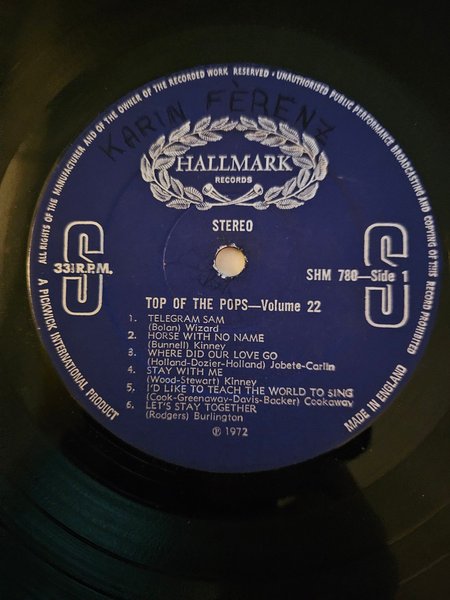 ALL RIGHTS OF THE MANUFACTURER AND OF THE OWNER OF THE RECORDED WORK RESERVED · UNAUTHORISED PUBLIC PERFORMANCE BROADCASTING AND COPYING OF THIS RECORD PROHIBITED
KARIN FÈRENZ
HALLMARK
RECORDS
STEREO
S
33⅓ R.P.M.
S
SHM 780—Side 1
TOP OF THE POPS—Volume 22
1. TELEGRAM SAM
(Bolan) Wizard
2. HORSE WITH NO NAME
(Bunnell) Kinney
3. WHERE DID OUR LOVE GO
(Holland-Dozier-Holland) Jobete-Carlin
4. STAY WITH ME
(Wood-Stewart) Kinney
5. I'D LIKE TO TEACH THE WORLD TO SING
(Cook-Greenaway-Davis-Backer) Cookaway
6. LET'S STAY TOGETHER
(Rodgers) Burlington
℗ 1972
A PICKWICK INTERNATIONAL PRODUCT
MADE IN ENGLAND